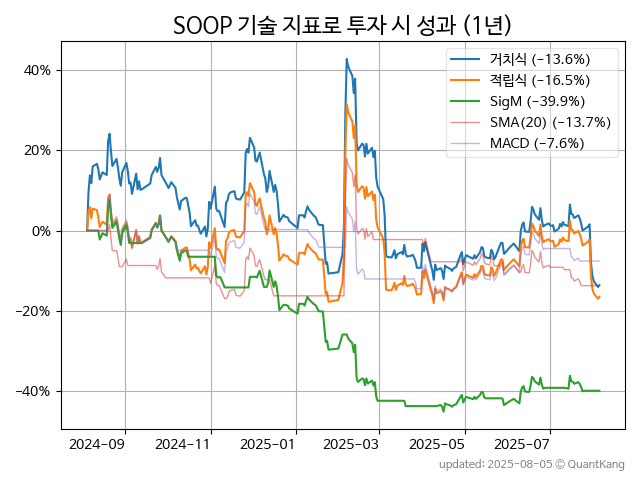 SOOP 기술 지표로 투자 시 성과 (1년)
거치식 (−13.6%)
적립식 (−16.5%)
SigM (−39.9%)
SMA(20) (−13.7%)
MACD (−7.6%)
40%
20%
0%
−20%
−40%
2024-09 2024-11 2025-01 2025-03 2025-05 2025-07
updated: 2025-08-05 © QuantKang